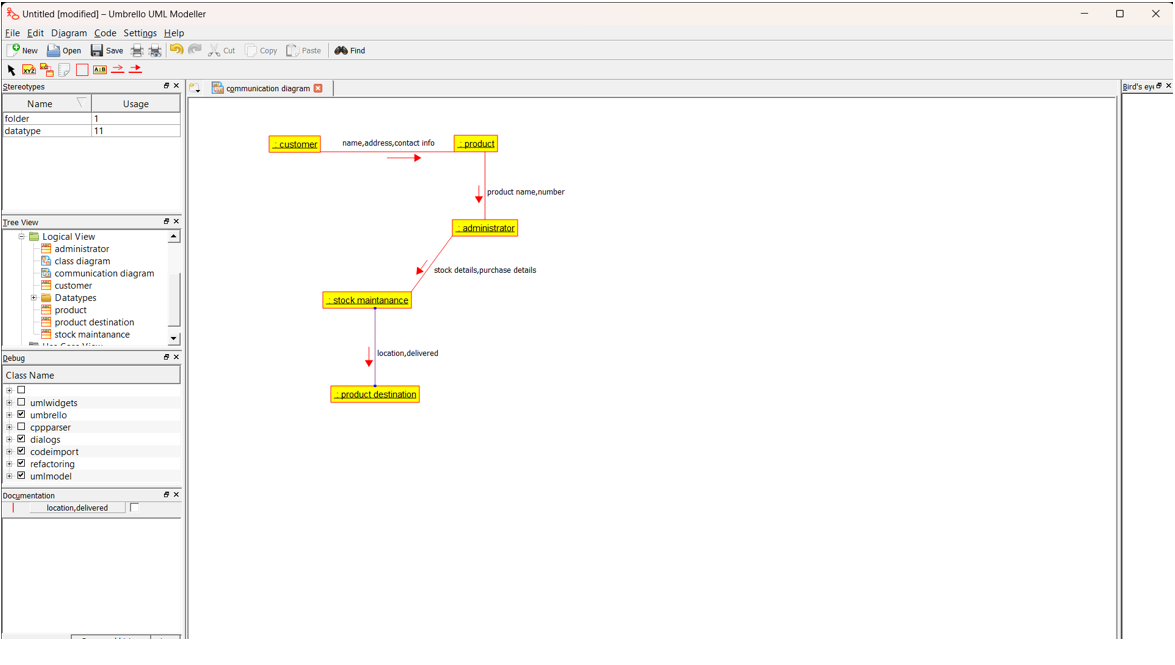 Untitled [modified] – Umbrello UML Modeller
File Edit Diagram Code Settings Help
New Open Save Cut Copy Paste Find
XYZ A|B
Stereotypes
communication diagram
Bird's eye
Name Usage
folder 1
datatype 11
: customer
name,address,contact info
: product
product name,number
: administrator
stock details,purchase details
: stock maintanance
location,delivered
: product destination
Tree View
Logical View
administrator
class diagram
communication diagram
customer
Datatypes
product
product destination
stock maintanance
Debug
Class Name
umlwidgets
umbrello
cppparser
dialogs
codeimport
refactoring
umlmodel
Documentation
location,delivered